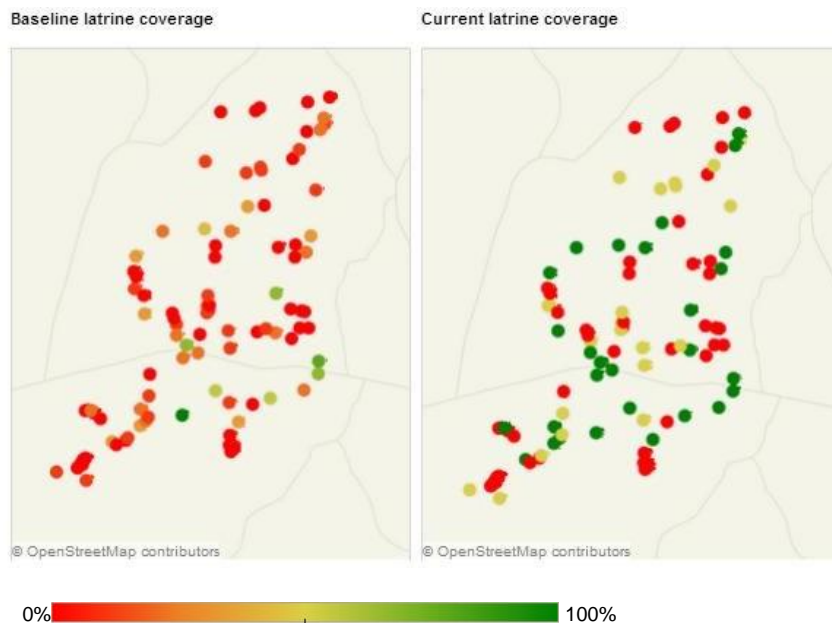 Baseline latrine coverage
Current latrine coverage
© OpenStreetMap contributors
© OpenStreetMap contributors
0%
100%